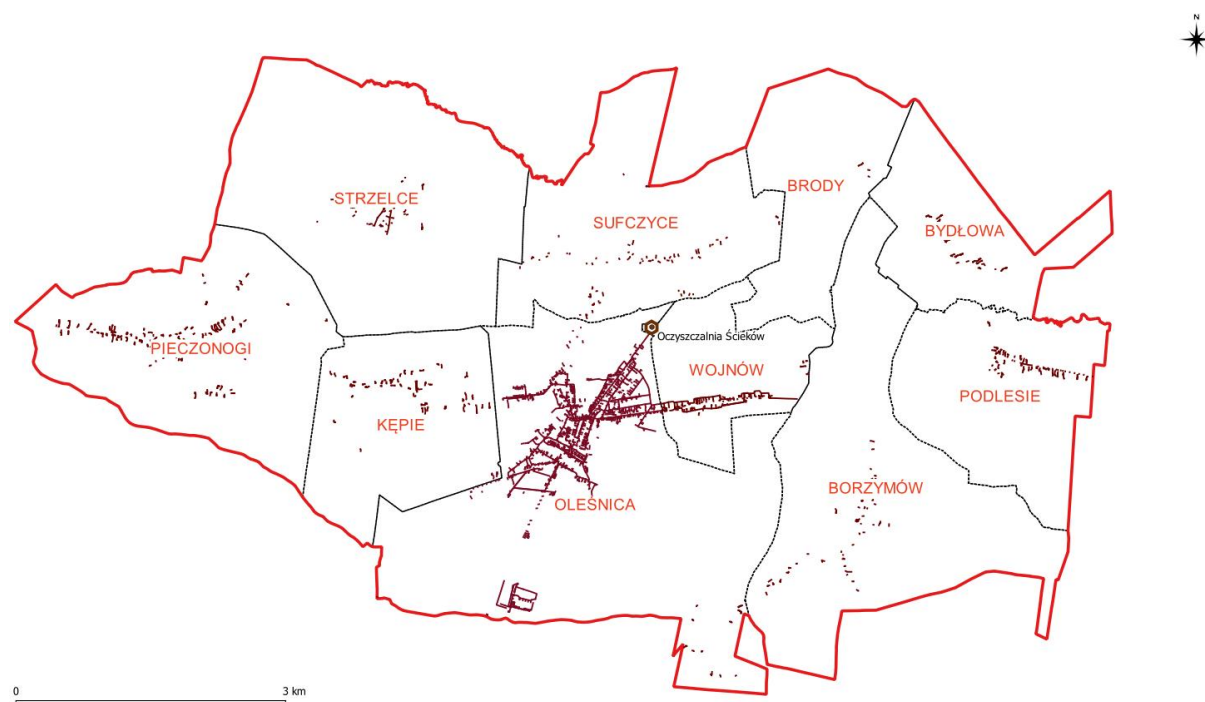 N
BRODY
STRZELCE
SUFCZYCE
BYDŁOWA
Oczyszczalnia Ścieków
PIECZONOGI
WOJNÓW
PODLESIE
KĘPIE
BORZYMÓW
OLEŚNICA
0 3 km